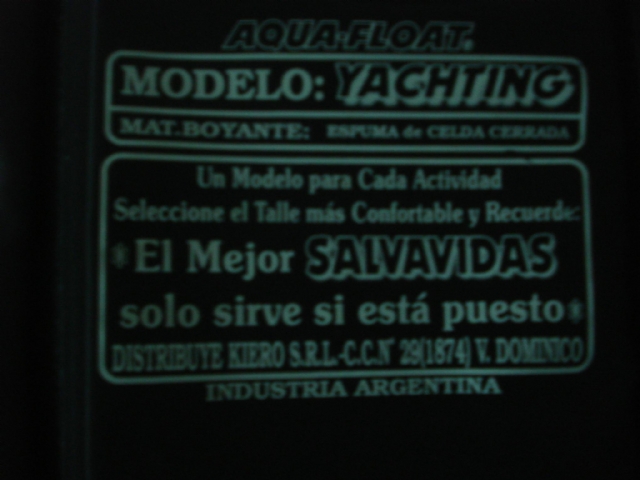 AQUA-FLOAT
MODELO: YACHTING
MAT.BOYANTE: ESPUMA de CELDA CERRADA
Un Modelo para Cada Actividad
Seleccione el Talle más Confortable y Recuerde:
*El Mejor SALVAVIDAS
solo sirve si está puesto*
DISTRIBUYE KIERO S.R.L.-C.C.N° 29(1874) V. DOMINICO
INDUSTRIA ARGENTINA